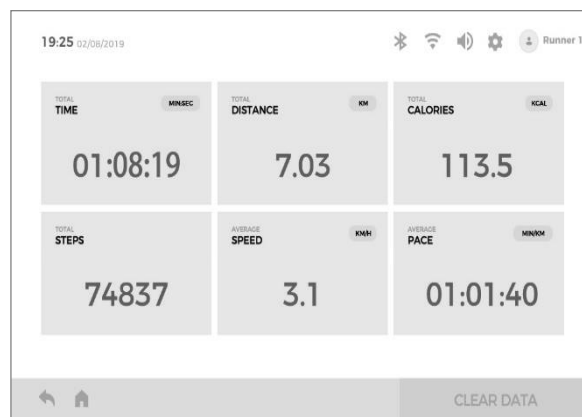 19:25 02/08/2019
Runner 1
TOTAL
TIME
MIN:SEC
01:08:19
TOTAL
DISTANCE
KM
7.03
TOTAL
CALORIES
KCAL
113.5
TOTAL
STEPS
74837
AVERAGE
SPEED
KM/H
3.1
AVERAGE
PACE
MIN/KM
01:01:40
CLEAR DATA